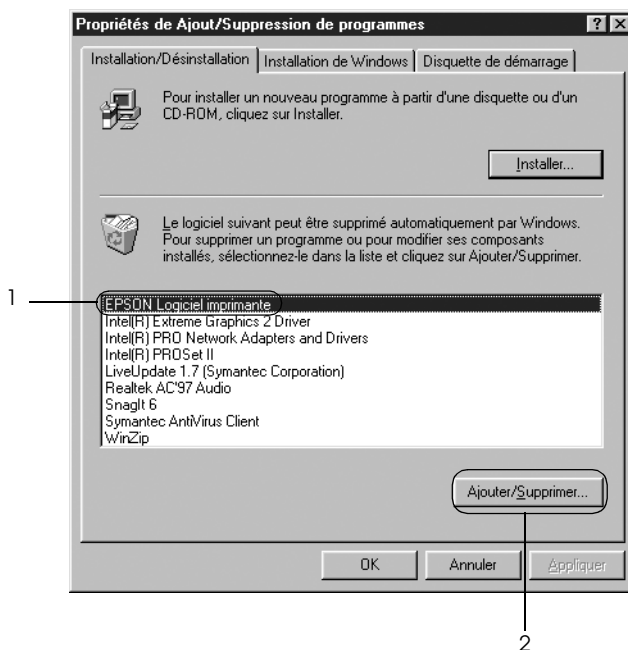 Propriétés de Ajout/Suppression de programmes
Installation/Désinstallation Installation de Windows Disquette de démarrage
Pour installer un nouveau programme à partir d'une disquette ou d'un
CD-ROM, cliquez sur Installer.
Installer...
Le logiciel suivant peut être supprimé automatiquement par Windows.
Pour supprimer un programme ou pour modifier ses composants
installés, sélectionnez-le dans la liste et cliquez sur Ajouter/Supprimer.
1
EPSON Logiciel imprimante
Intel(R) Extreme Graphics 2 Driver
Intel(R) PRO Network Adapters and Drivers
Intel(R) PROSet II
LiveUpdate 1.7 (Symantec Corporation)
Realtek AC'97 Audio
SnagIt 6
Symantec AntiVirus Client
WinZip
Ajouter/Supprimer...
OK Annuler Appliquer
2